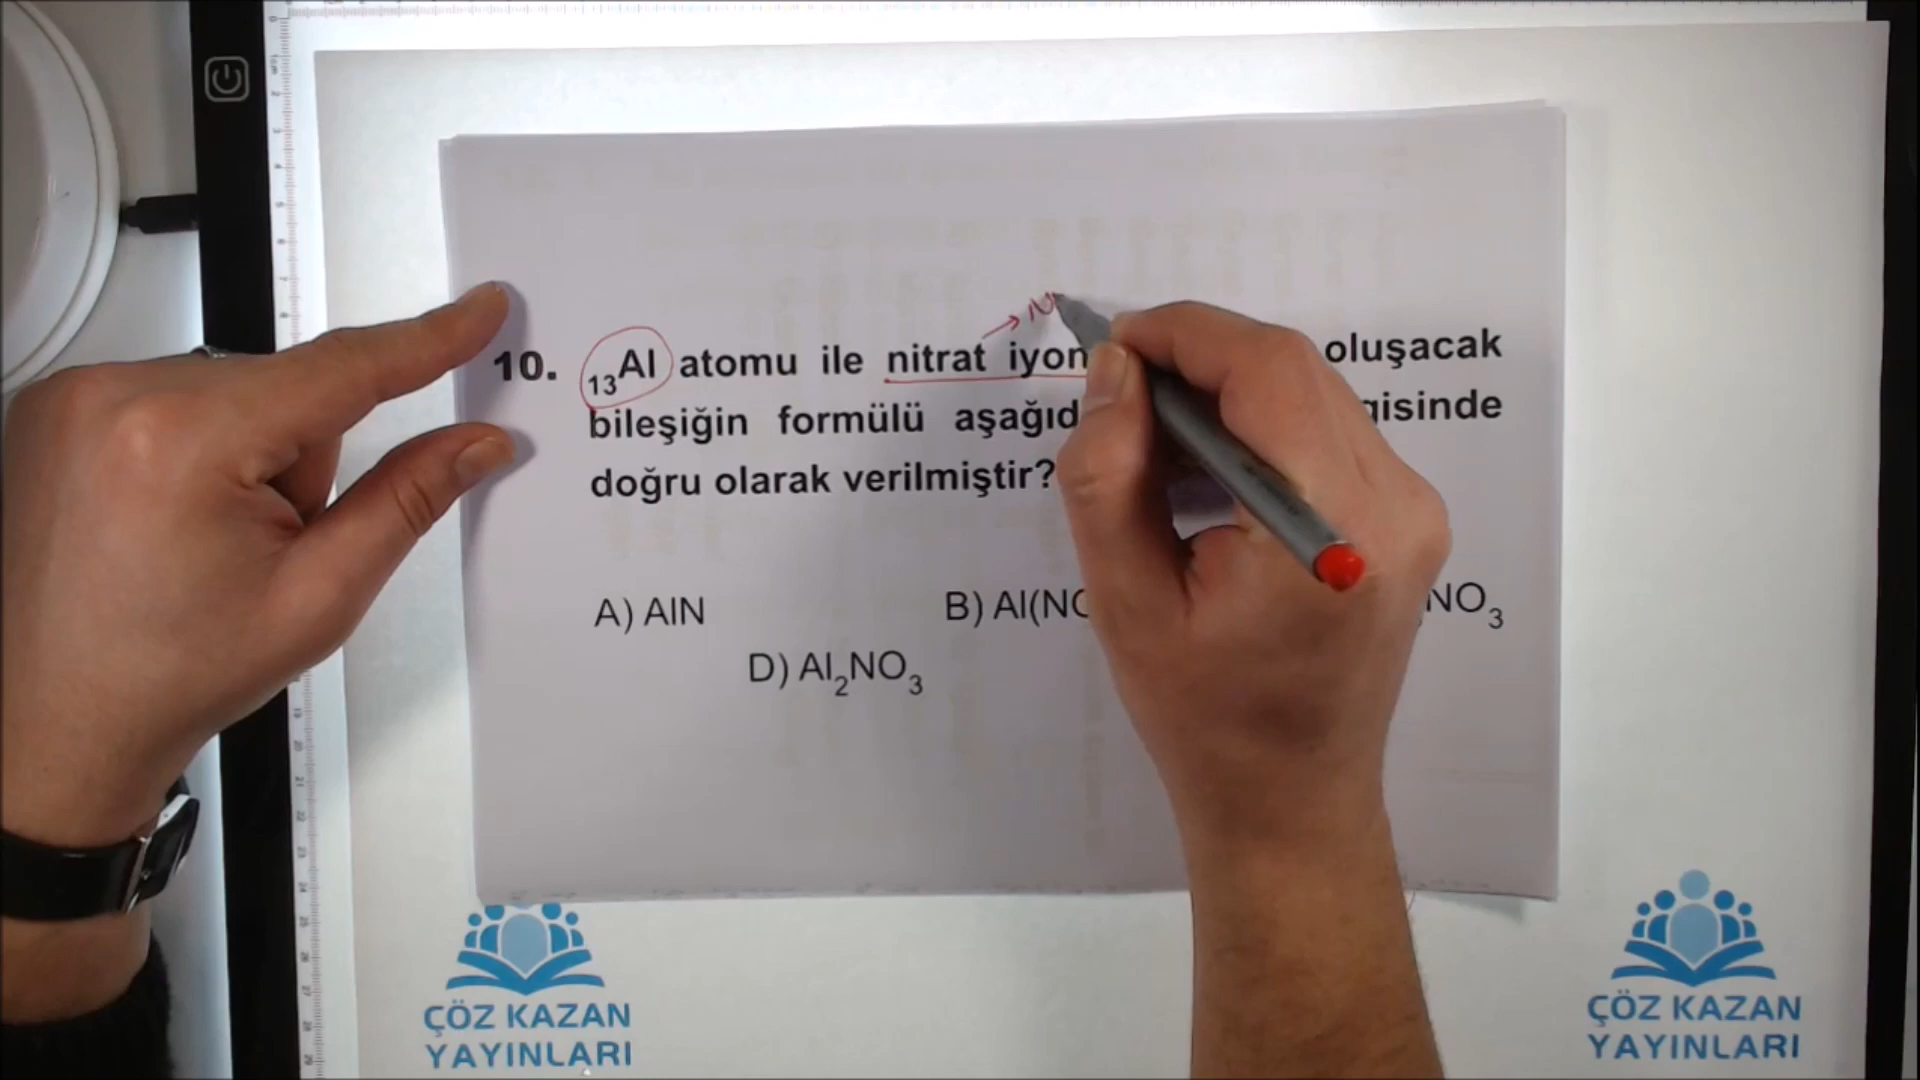 10. 13Al atomu ile nitrat iyon oluşacak
bileşiğin formülü aşağıd gisinde
doğru olarak verilmiştir?
A) AlN B) Al(NO NO3
D) Al2NO3
ÇÖZ KAZAN
YAYINLARI
ÇÖZ KAZAN
YAYINLARI